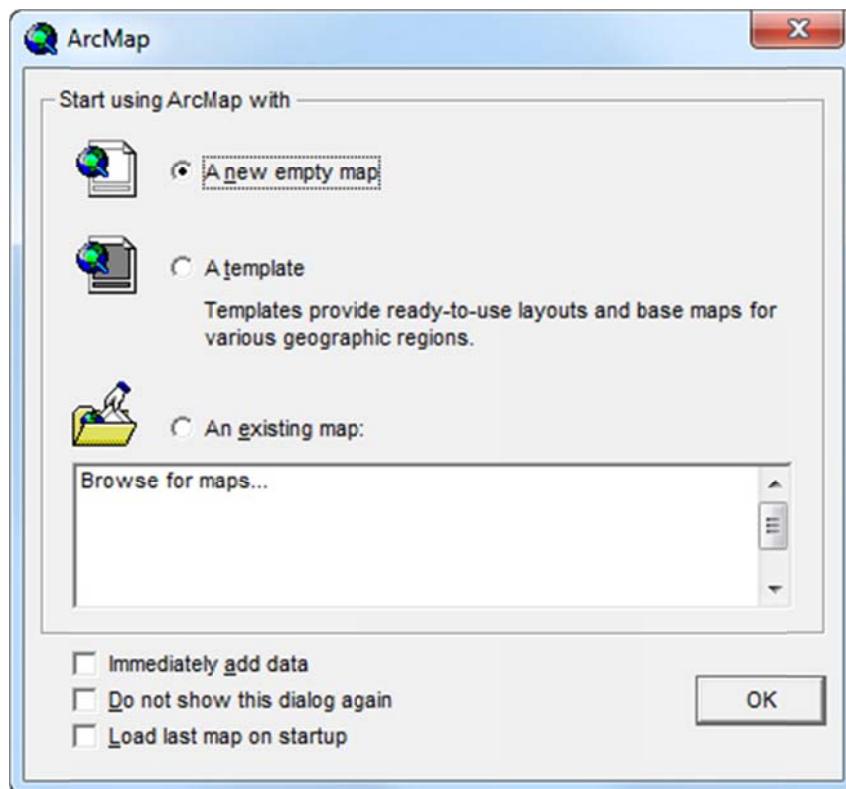 ArcMap
Start using ArcMap with
A new empty map
A template
Templates provide ready-to-use layouts and base maps for
various geographic regions.
An existing map:
Browse for maps...
Immediately add data
Do not show this dialog again
Load last map on startup
OK